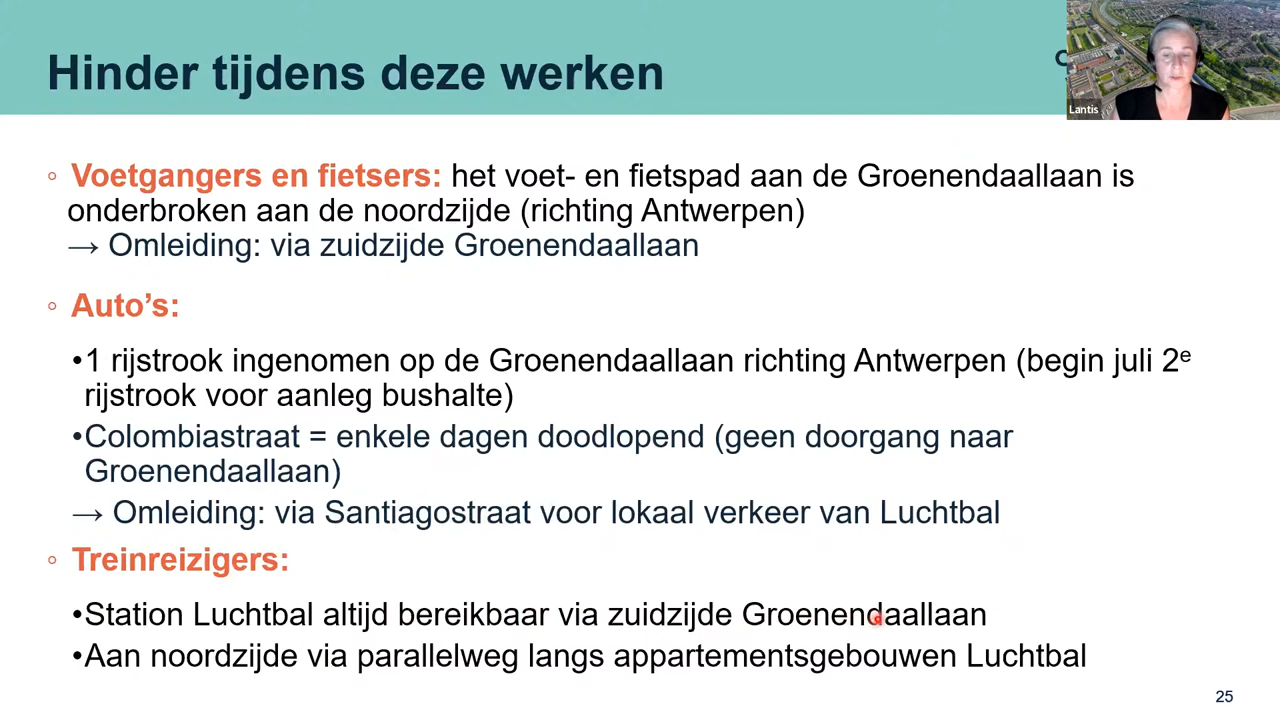 Hinder tijdens deze werken
Lantis
◦ Voetgangers en fietsers: het voet- en fietspad aan de Groenendaallaan is
onderbroken aan de noordzijde (richting Antwerpen)
→ Omleiding: via zuidzijde Groenendaallaan
◦ Auto’s:
•1 rijstrook ingenomen op de Groenendaallaan richting Antwerpen (begin juli 2ᵉ
rijstrook voor aanleg bushalte)
•Colombiastraat = enkele dagen doodlopend (geen doorgang naar
Groenendaallaan)
→ Omleiding: via Santiagostraat voor lokaal verkeer van Luchtbal
◦ Treinreizigers:
•Station Luchtbal altijd bereikbaar via zuidzijde Groenendaallaan
•Aan noordzijde via parallelweg langs appartementsgebouwen Luchtbal
25